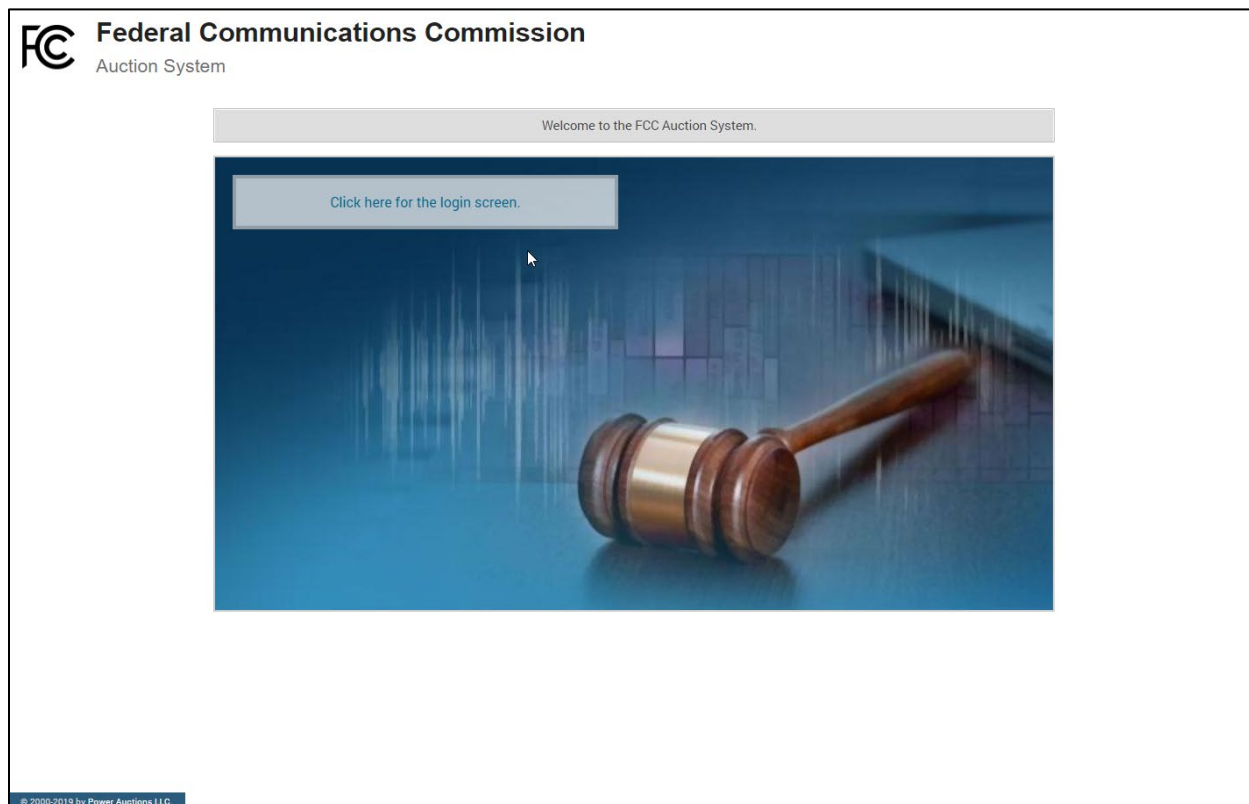 FCC
Federal Communications Commission
Auction System
Welcome to the FCC Auction System.
Click here for the login screen.
© 2000-2019 by Power Auctions LLC